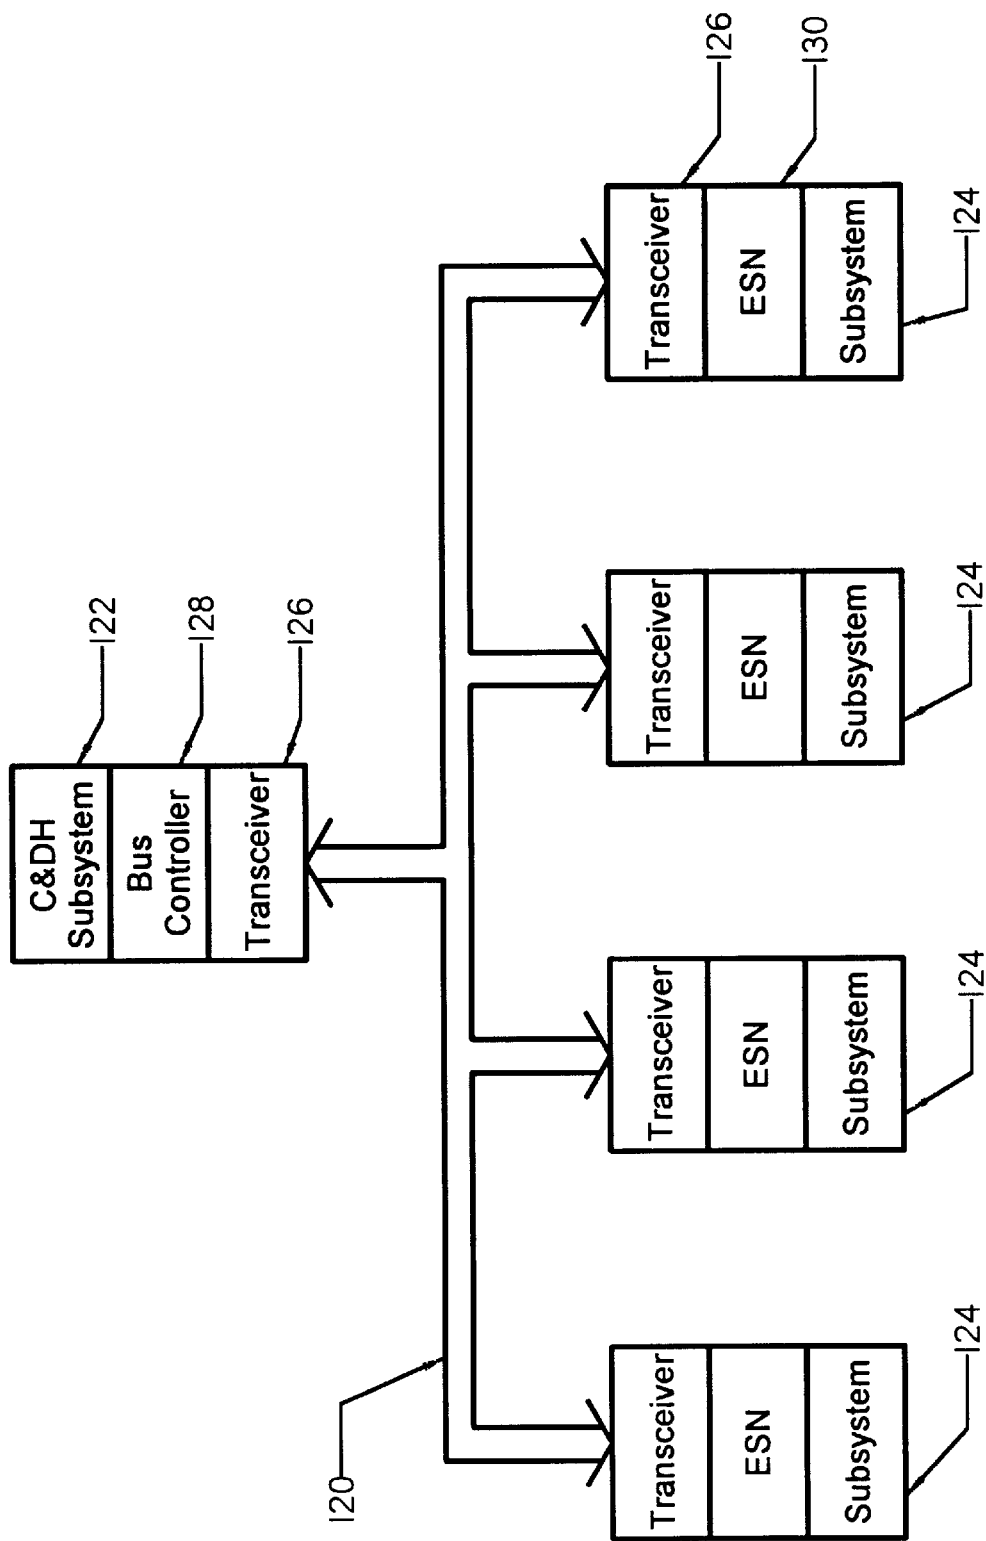 C&DH
Subsystem
Bus
Controller
Transceiver
122
128
126
120
Transceiver
ESN
Subsystem
124
Transceiver
ESN
Subsystem
124
Transceiver
ESN
Subsystem
124
Transceiver
ESN
Subsystem
126
130
124